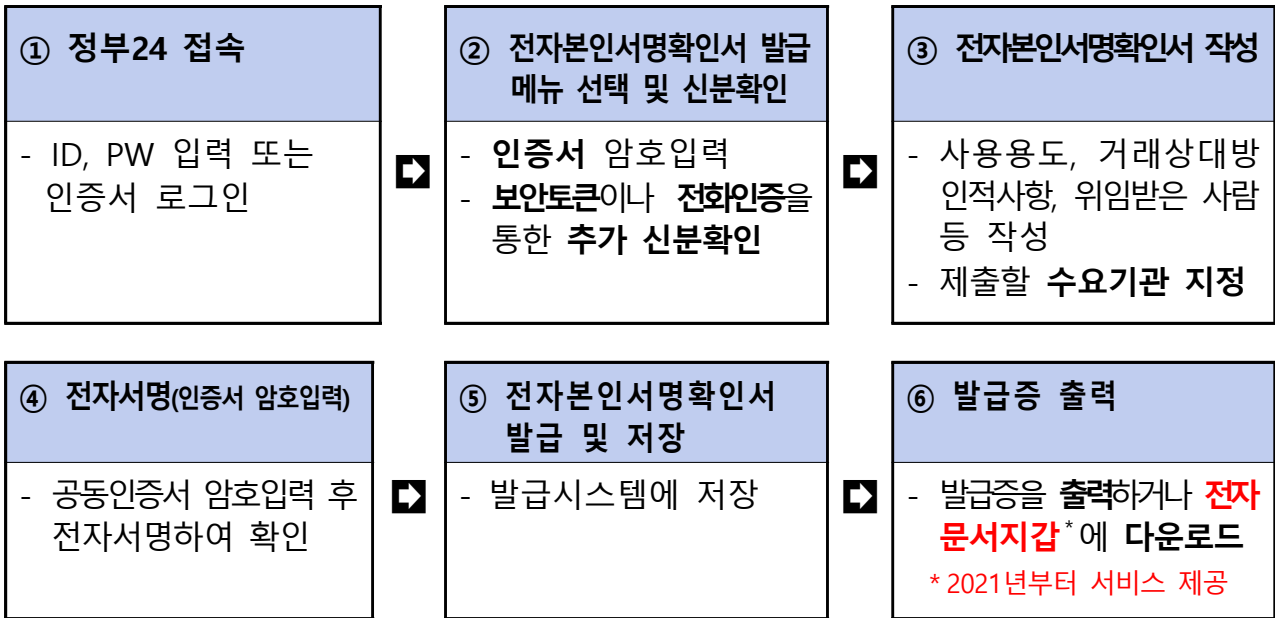 ① 정부24 접속
- ID, PW 입력 또는
인증서 로그인
② 전자본인서명확인서 발급
메뉴 선택 및 신분확인
- 인증서 암호입력
- 보안토큰이나 전화인증을
통한 추가 신분확인
③ 전자본인서명확인서 작성
- 사용용도, 거래상대방
인적사항, 위임받은 사람
등 작성
- 제출할 수요기관 지정
④ 전자서명(인증서 암호입력)
- 공동인증서 암호입력 후
전자서명하여 확인
⑤ 전자본인서명확인서
발급 및 저장
- 발급시스템에 저장
⑥ 발급증 출력
- 발급증을 출력하거나 전자
문서지갑*에 다운로드
* 2021년부터 서비스 제공